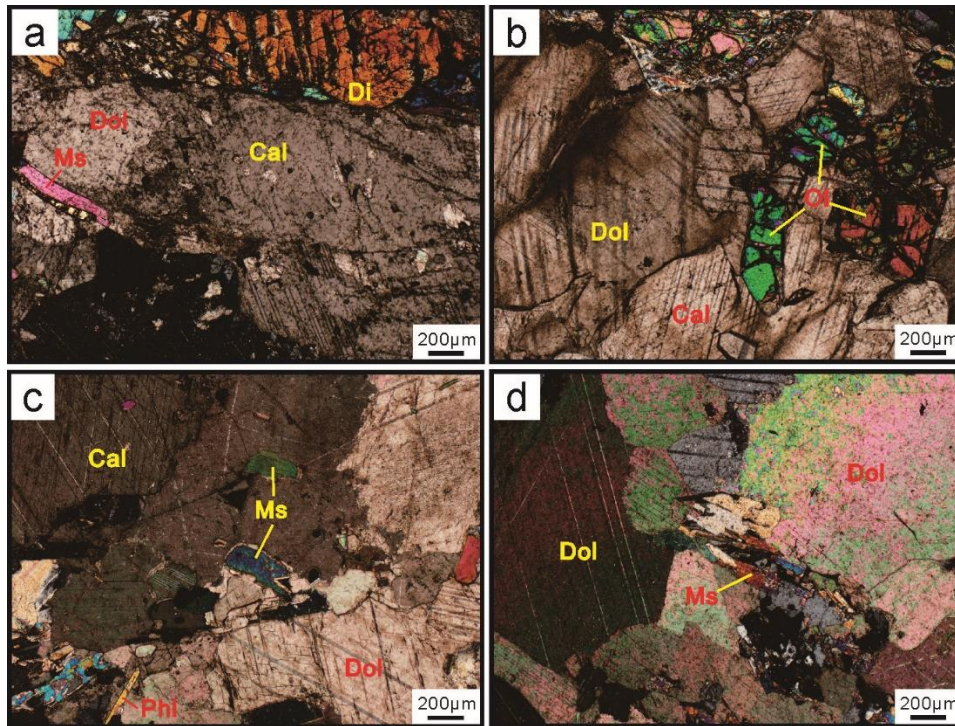 a
Di
Dol
Cal
Ms
200μm
b
Ol
Dol
Cal
200μm
c
Cal
Ms
Dol
Phl
200μm
d
Dol
Dol
Ms
200μm